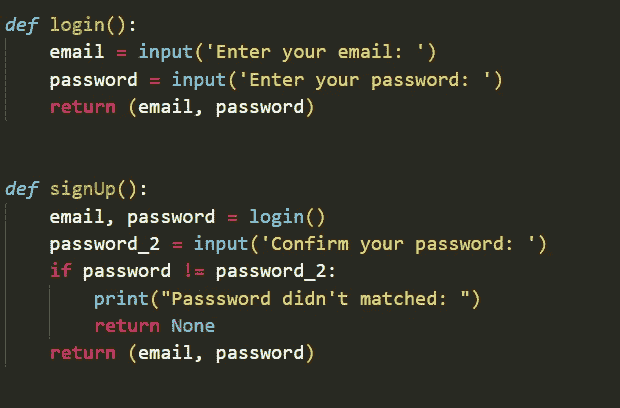 def login():
    email = input('Enter your email: ')
    password = input('Enter your password: ')
    return (email, password)
def signUp():
    email, password = login()
    password_2 = input('Confirm your password: ')
    if password != password_2:
        print("Passsword didn't matched: ")
        return None
    return (email, password)